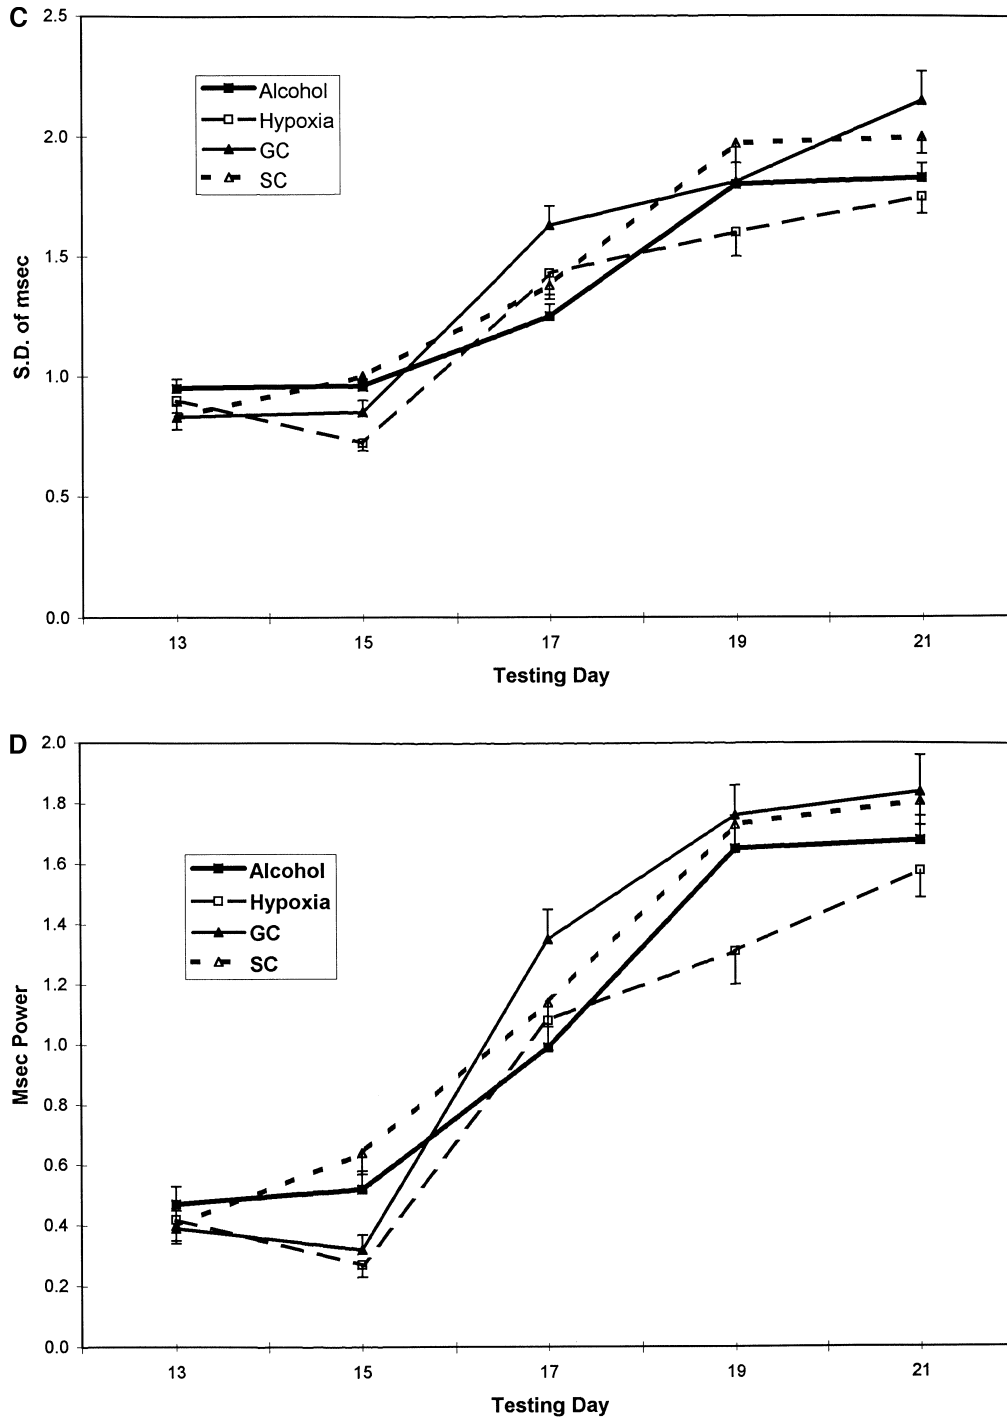 C
2.5
Alcohol
Hypoxia
GC
SC
2.0
1.5
1.0
0.5
0.0
S.D. of msec
13 15 17 19 21
Testing Day
D
2.0
1.8
Alcohol
Hypoxia
GC
SC
1.6
1.4
1.2
1.0
0.8
0.6
0.4
0.2
0.0
Msec Power
13 15 17 19 21
Testing Day